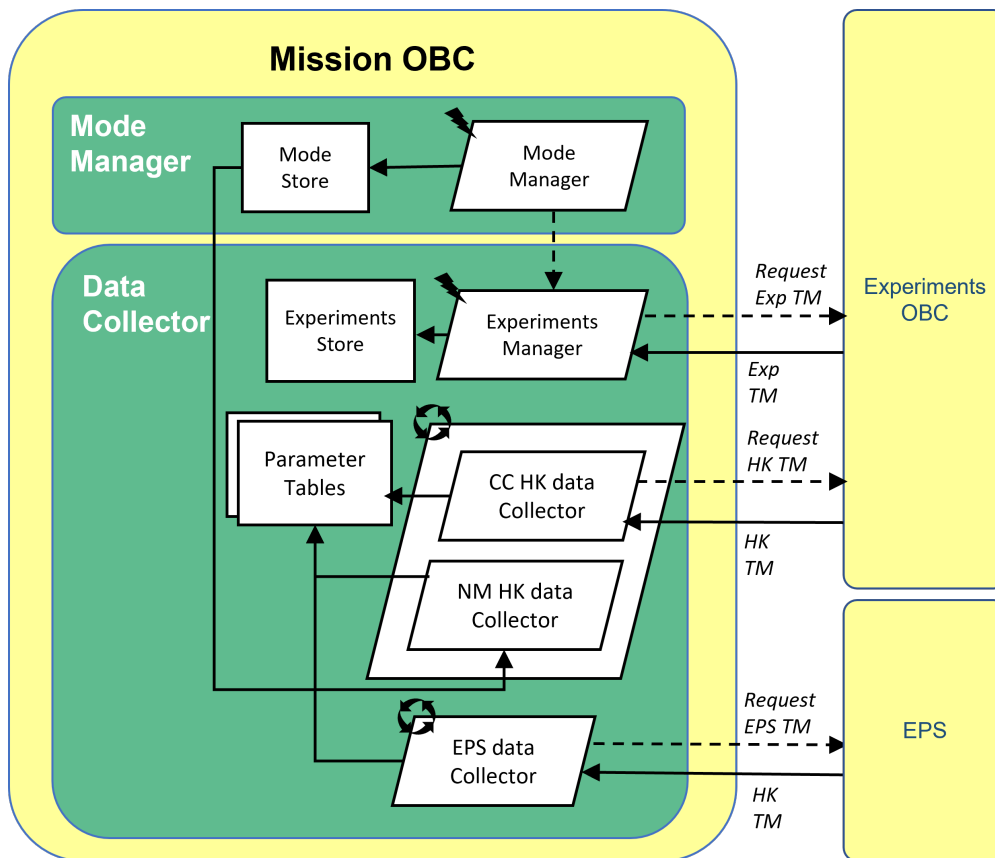 Mission OBC
Mode
Manager
Mode
Store
Mode
Manager
Data
Collector
Experiments
Store
Experiments
Manager
Request
Exp TM
Exp
TM
Experiments
OBC
Parameter
Tables
CC HK data
Collector
Request
HK TM
HK
TM
NM HK data
Collector
EPS data
Collector
Request
EPS TM
HK
TM
EPS